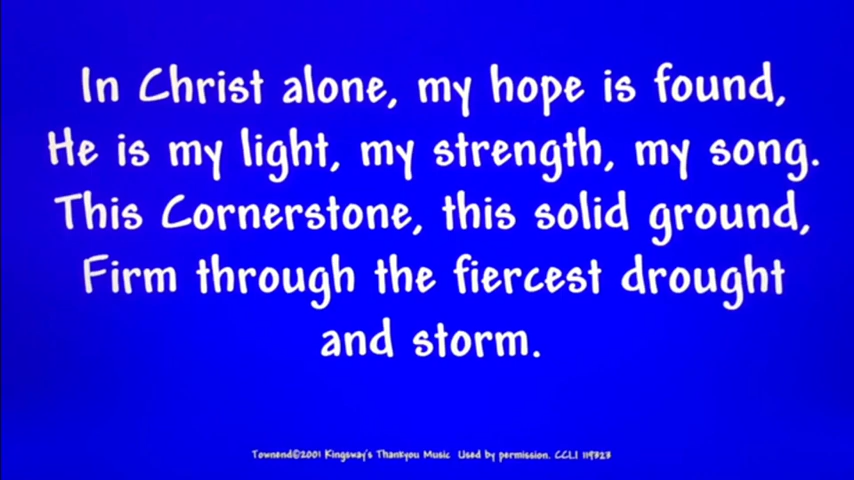 In Christ alone, my hope is found,
He is my light, my strength, my song.
This Cornerstone, this solid ground,
Firm through the fiercest drought
and storm.
Townend©2001 Kingsway's Thankyou Music Used by permission. CCLI 119323